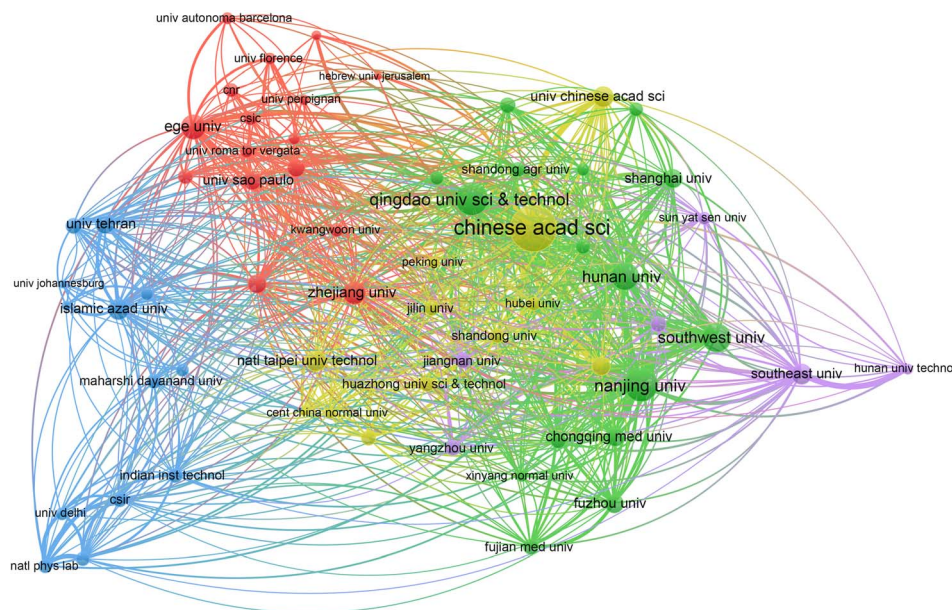 univ autonoma barcelona
univ florence
hebrew univ jerusalem
cnr
univ perpignan
univ chinese acad sci
csic
ege univ
univ roma tor vergata
shandong agr univ
univ sao paulo
shanghai univ
qingdao univ sci & technol
sun yat sen univ
univ tehran
chinese acad sci
kwangwoon univ
peking univ
hunan univ
univ johannesburg
zhejiang univ
islamic azad univ
jilin univ
hubei univ
shandong univ
southwest univ
natl taipei univ technol
jiangnan univ
hunan univ techno
maharshi dayanand univ
southeast univ
huazhong univ sci & technol
nanjing univ
cent china normal univ
chongqing med univ
yangzhou univ
indian inst technol
xinyang normal univ
csir
fuzhou univ
univ delhi
fujian med univ
natl phys lab